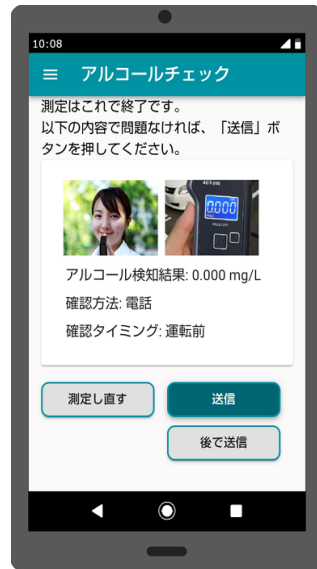 10:08
アルコールチェック
測定はこれで終了です。
以下の内容で問題なければ、「送信」ボ
タンを押してください。
0.000
アルコール検知結果: 0.000 mg/L
確認方法: 電話
確認タイミング: 運転前
測定し直す
送信
後で送信